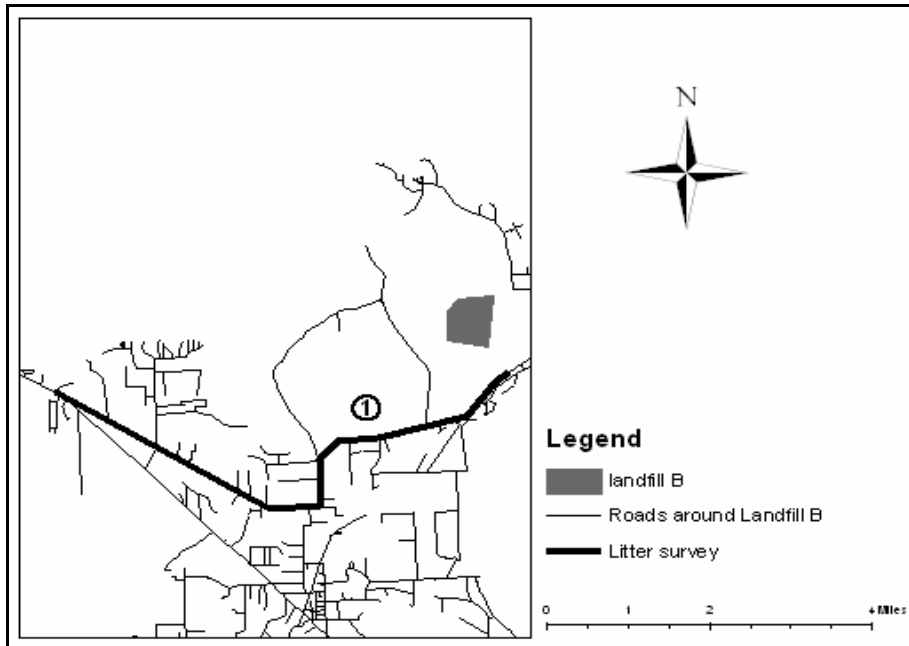 N
1
Legend
landfill B
Roads around Landfill B
Litter survey
0 1 2 4 Miles